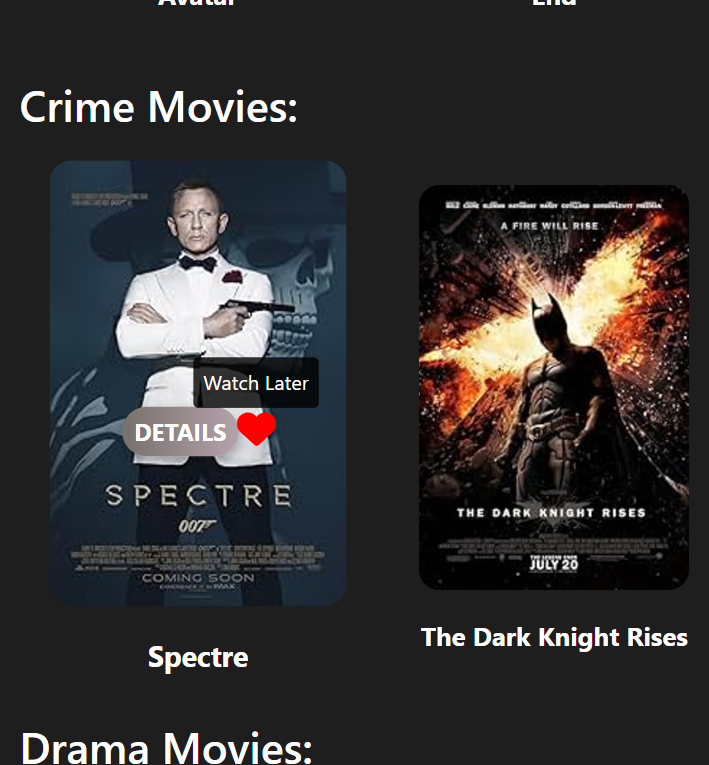 Avatar
End
Crime Movies:
A FIRE WILL RISE
Watch Later
DETAILS
SPECTRE
007
THE DARK KNIGHT RISES
COMING SOON
JULY 20
Spectre
The Dark Knight Rises
Drama Movies: